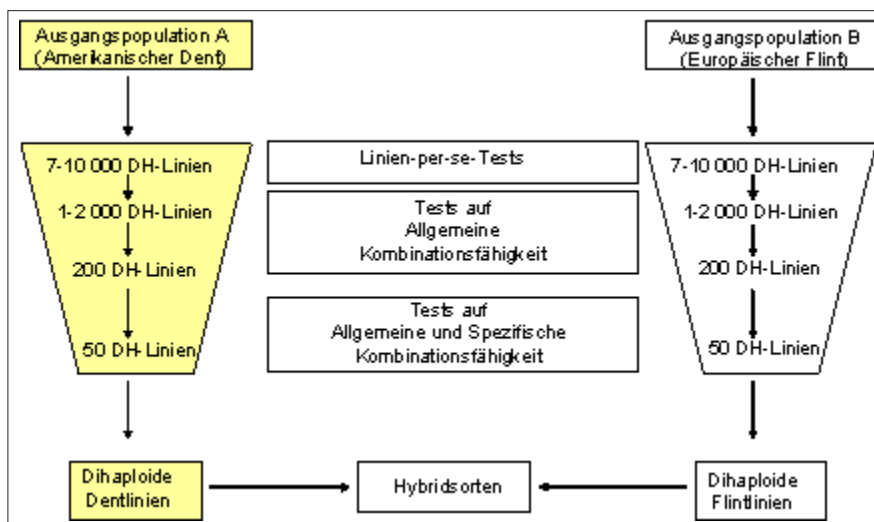 Ausgangspopulation A
(Amerikanischer Dent)
Ausgangspopulation B
(Europäischer Flint)
7-10 000 DH-Linien
1-2 000 DH-Linien
200 DH-Linien
50 DH-Linien
Linien-per-se-Tests
Tests auf
Allgemeine
Kombinationsfähigkeit
Tests auf
Allgemeine und Spezifische
Kombinationsfähigkeit
7-10 000 DH-Linien
1-2 000 DH-Linien
200 DH-Linien
50 DH-Linien
Dihaploide
Dentlinien
Hybridsorten
Dihaploide
Flintlinien